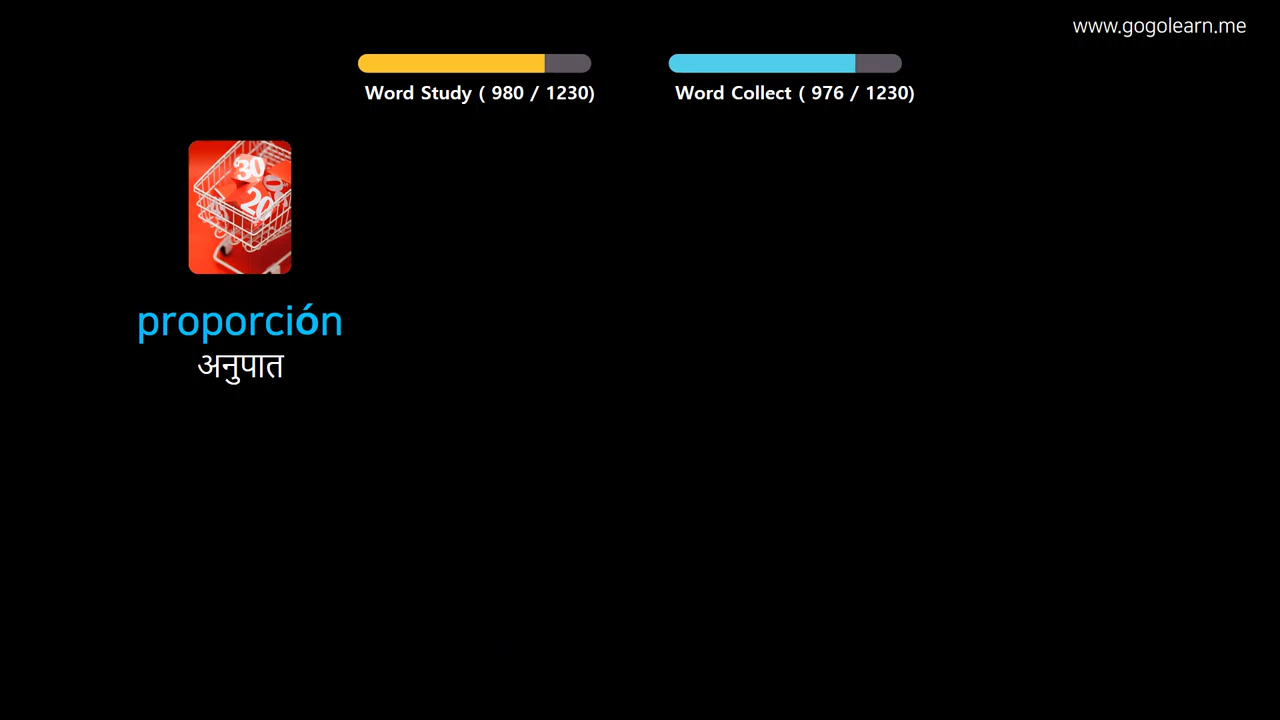 www.gogolearn.me
Word Study ( 980 / 1230)
Word Collect ( 976 / 1230)
30
20
proporción
अनुपात